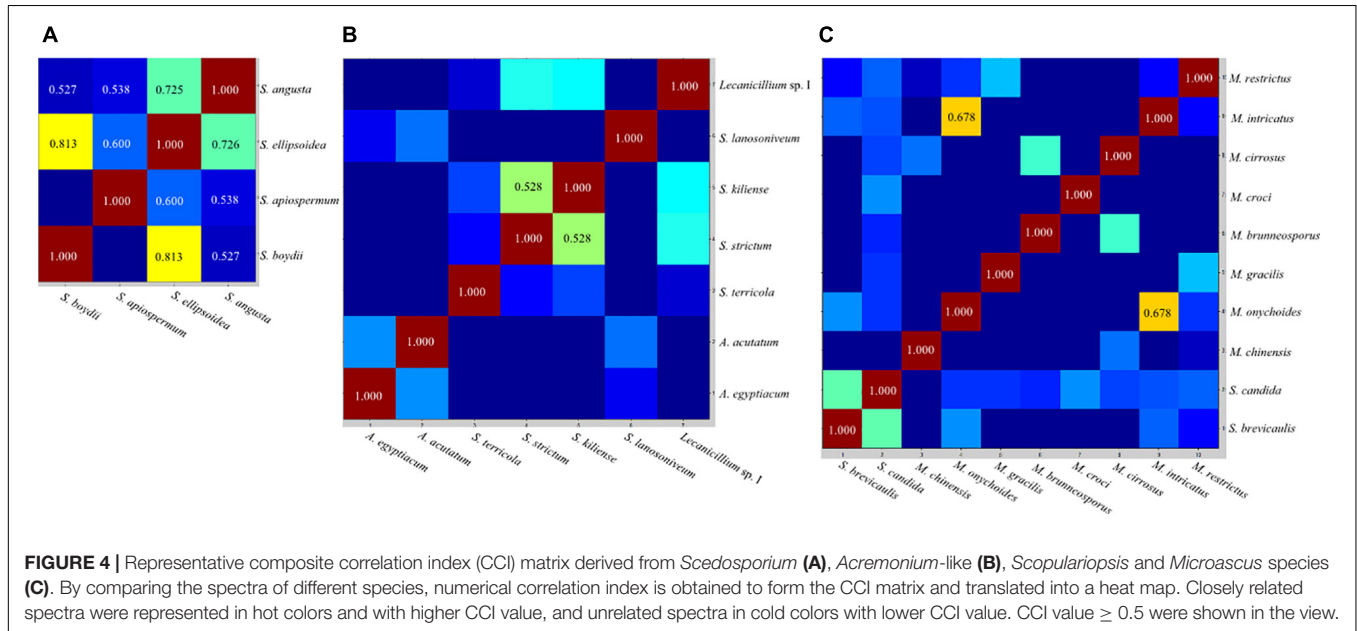 A
B
C
0.527 0.538 0.725 1.000 S. angusta
0.813 0.600 1.000 0.726 S. ellipsoidea
1.000 0.600 0.538 S. apiospermum
1.000 0.813 0.527 S. boydii
S. boydii S. apiospermum S. ellipsoidea S. angusta
1.000 Lecanicillium sp. I
1.000 S. lanosoniveum
0.528 1.000 S. kiliense
1.000 0.528 S. strictum
1.000 S. terricola
1.000 A. acutatum
1.000 A. egyptiacum
A. egyptiacum A. acutatum S. terricola S. strictum S. kiliense S. lanosoniveum Lecanicillium sp. I
1.000 M. restrictus
0.678 1.000 M. intricatus
1.000 M. cirrosus
1.000 M. croci
1.000 M. brunneosporus
1.000 M. gracilis
1.000 0.678 M. onychoides
1.000 M. chinensis
1.000 S. candida
1.000 S. brevicaulis
S. brevicaulis S. candida M. chinensis M. onychoides M. gracilis M. brunneosporus M. croci M. cirrosus M. intricatus M. restrictus
FIGURE 4 | Representative composite correlation index (CCI) matrix derived from Scedosporium (A), Acremonium-like (B), Scopulariopsis and Microascus species
(C). By comparing the spectra of different species, numerical correlation index is obtained to form the CCI matrix and translated into a heat map. Closely related
spectra were represented in hot colors and with higher CCI value, and unrelated spectra in cold colors with lower CCI value. CCI value ≥ 0.5 were shown in the view.